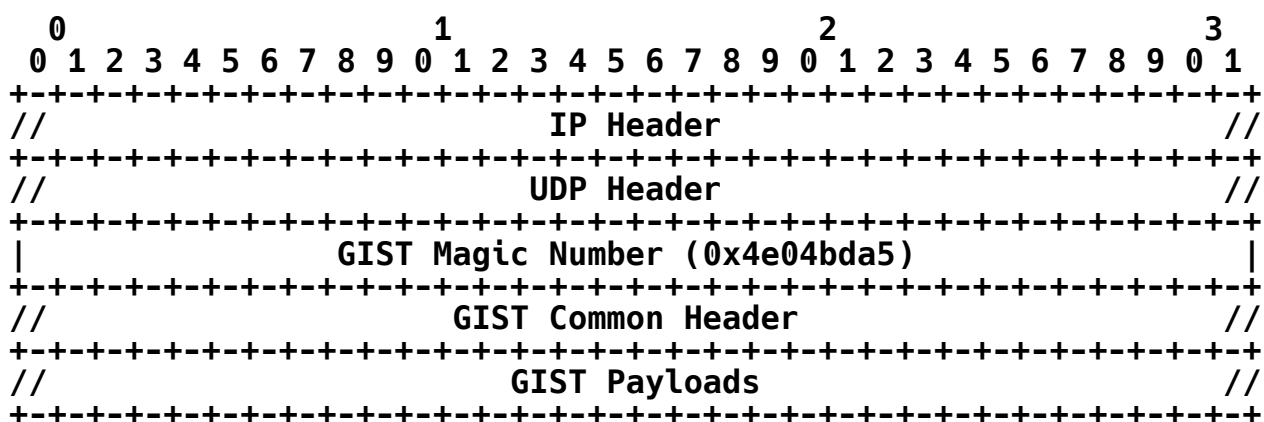 0                   1                   2                   3
 0 1 2 3 4 5 6 7 8 9 0 1 2 3 4 5 6 7 8 9 0 1 2 3 4 5 6 7 8 9 0 1
+-+-+-+-+-+-+-+-+-+-+-+-+-+-+-+-+-+-+-+-+-+-+-+-+-+-+-+-+-+-+-+-+
//                          IP Header                          //
+-+-+-+-+-+-+-+-+-+-+-+-+-+-+-+-+-+-+-+-+-+-+-+-+-+-+-+-+-+-+-+-+
//                         UDP Header                          //
+-+-+-+-+-+-+-+-+-+-+-+-+-+-+-+-+-+-+-+-+-+-+-+-+-+-+-+-+-+-+-+-+
|                GIST Magic Number (0x4e04bda5)                 |
+-+-+-+-+-+-+-+-+-+-+-+-+-+-+-+-+-+-+-+-+-+-+-+-+-+-+-+-+-+-+-+-+
//                     GIST Common Header                      //
+-+-+-+-+-+-+-+-+-+-+-+-+-+-+-+-+-+-+-+-+-+-+-+-+-+-+-+-+-+-+-+-+
//                        GIST Payloads                        //
+-+-+-+-+-+-+-+-+-+-+-+-+-+-+-+-+-+-+-+-+-+-+-+-+-+-+-+-+-+-+-+-+